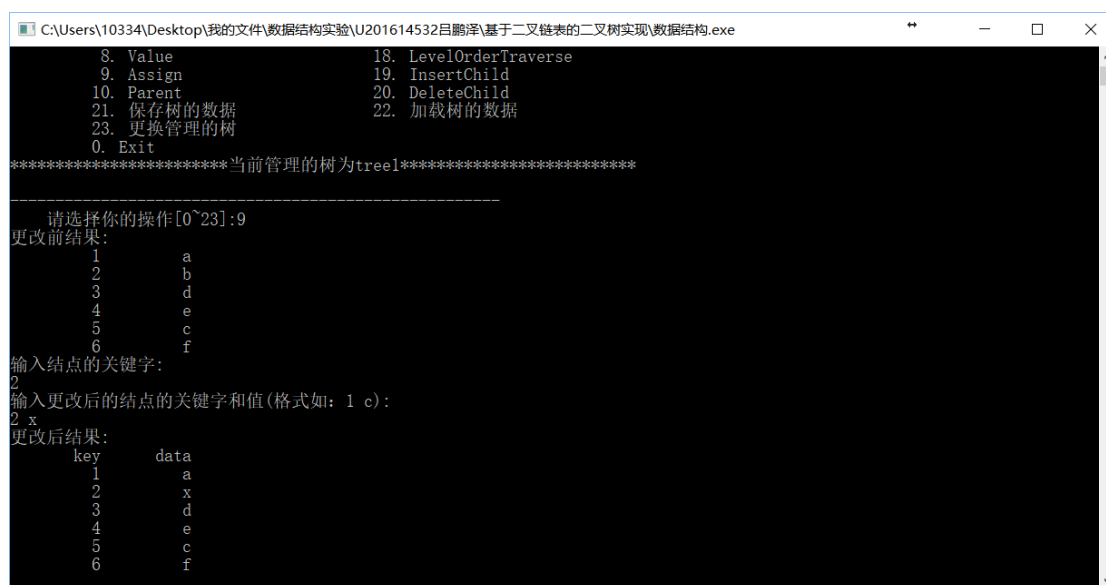 C:\Users\10334\Desktop\我的文件\数据结构实验\U201614532吕鹏泽\基于二叉链表的二叉树实现\数据结构.exe
8. Value 18. LevelOrderTraverse
9. Assign 19. InsertChild
10. Parent 20. DeleteChild
21. 保存树的数据 22. 加载树的数据
23. 更换管理的树
0. Exit
************************当前管理的树为tree1**************************
------------------------------------------------------
请选择你的操作[0~23]:9
更改前结果:
1 a
2 b
3 d
4 e
5 c
6 f
输入结点的关键字:
2
输入更改后的结点的关键字和值(格式如: 1 c):
2 x
更改后结果:
key data
1 a
2 x
3 d
4 e
5 c
6 f